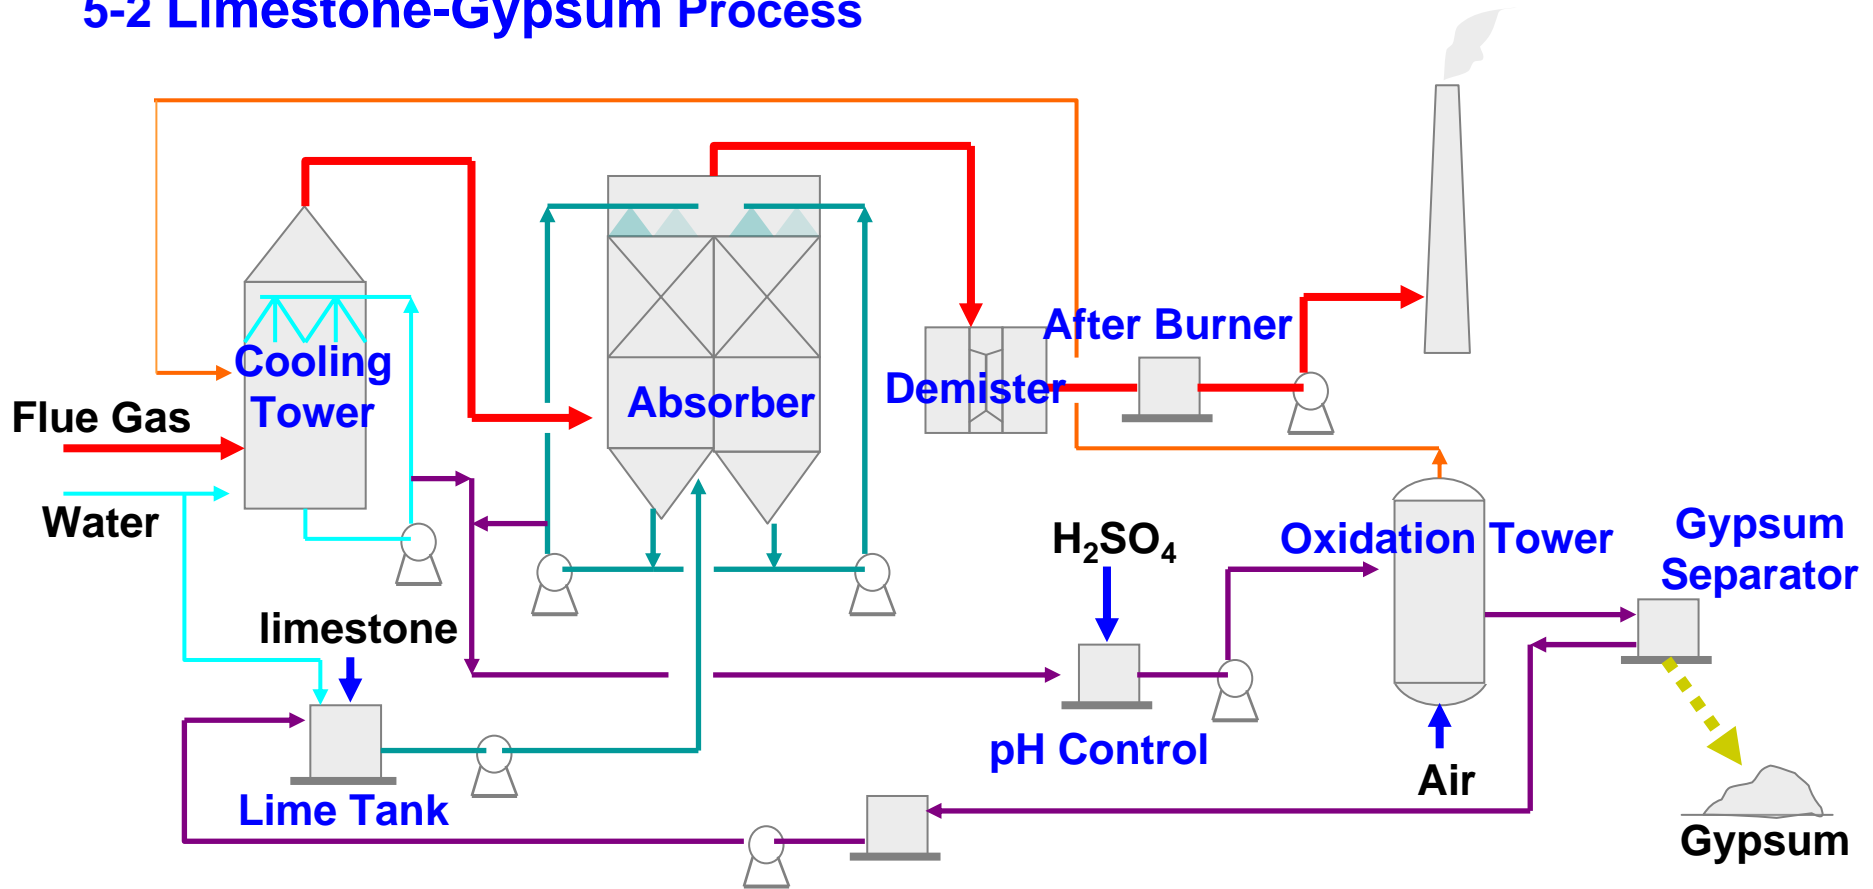 5-2 Limestone-Gypsum Process
After Burner
Cooling
Tower
Absorber
Demister
Flue Gas
Water
H₂SO₄
Oxidation Tower
Gypsum
Separator
limestone
pH Control
Air
Lime Tank
Gypsum